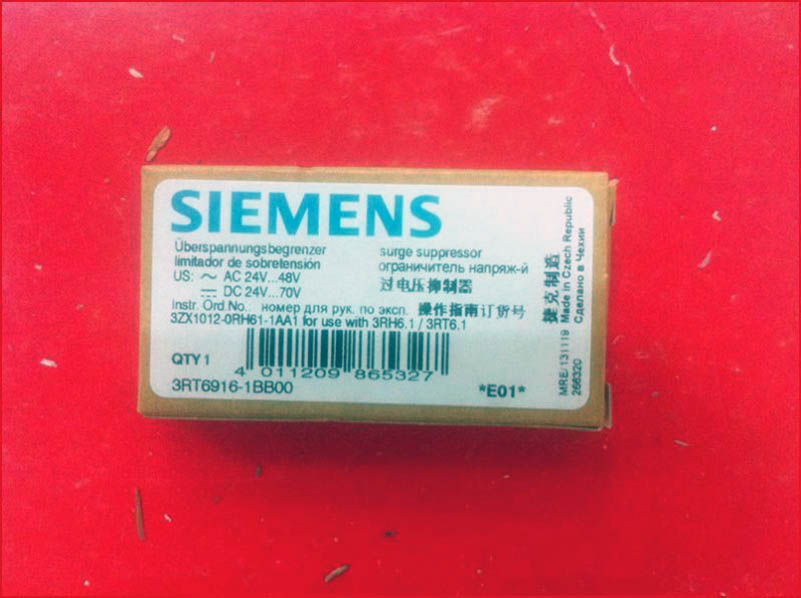 SIEMENS
Überspannungsbegrenzer
surge suppressor
limitador de sobretensión
ограничитель напряж-й
US: ~ AC 24V...48V
过电压抑制器
⎓ DC 24V...70V
Instr. Ord No.: номер для рук. по эксп. 操作指南订货号
3ZX1012-0RH61-1AA1 for use with 3RH6.1 / 3RT6.1
QTY 1
4 011209 865327
3RT6916-1BB00
*E01*
捷克制造
MRE/131119 Made in Czech Republic
266320 Сделано в Чехии